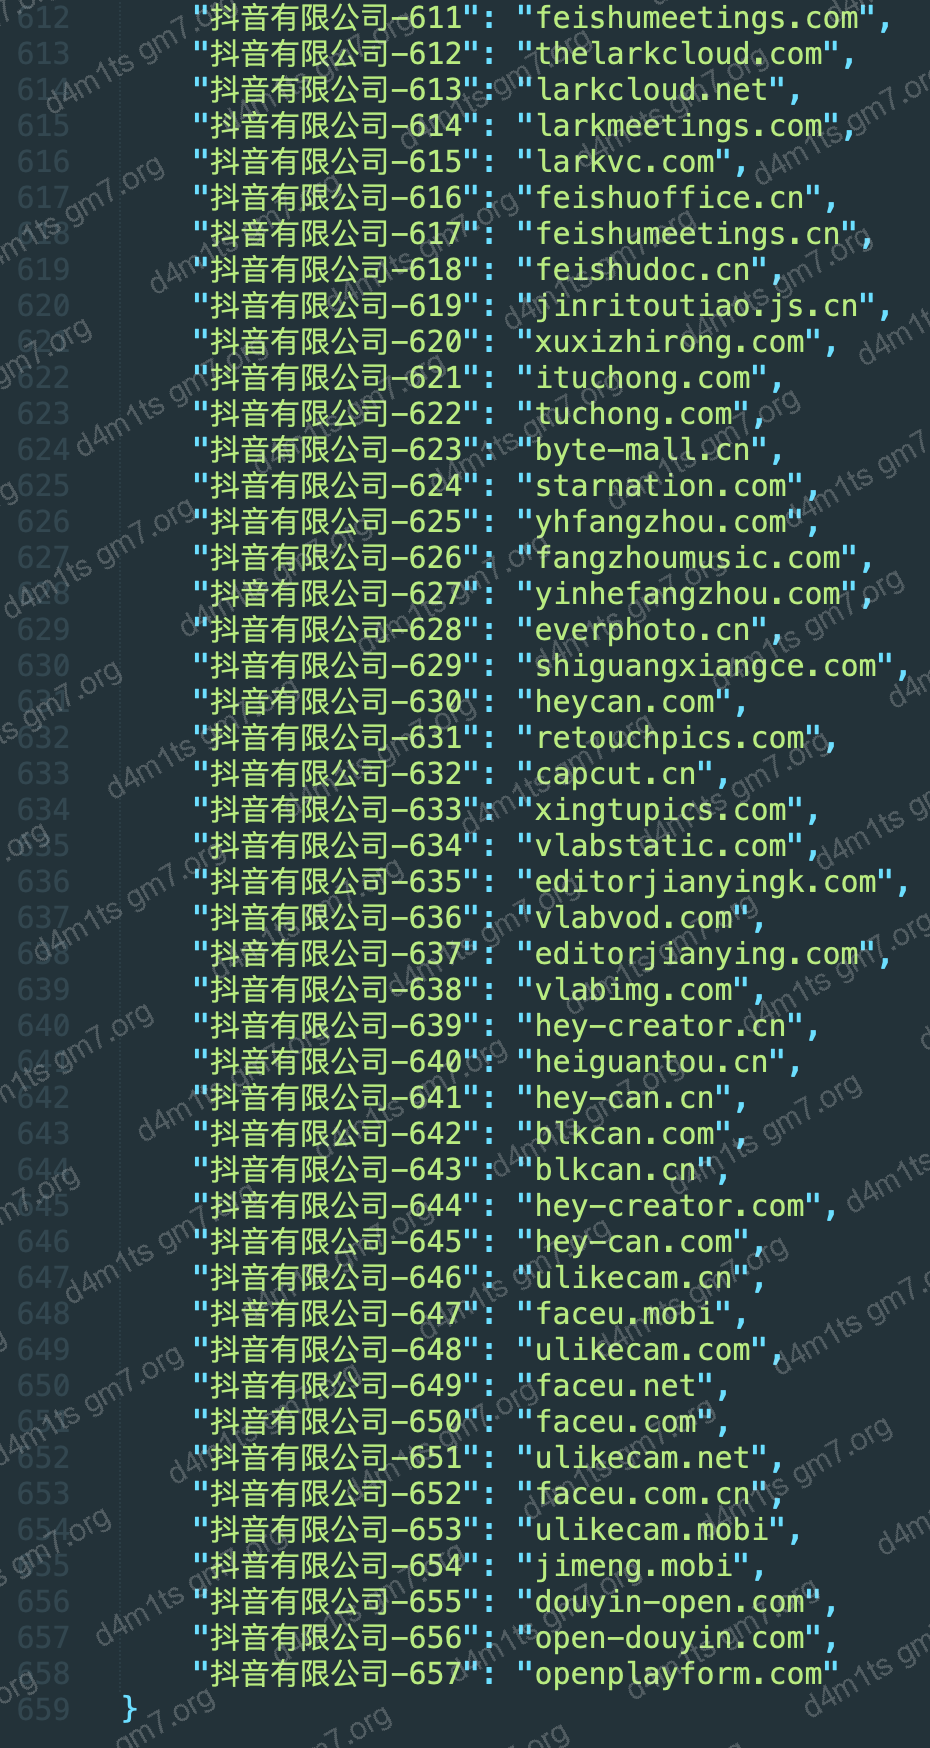 612 "抖音有限公司-611": "feishumeetings.com",
613 "抖音有限公司-612": "thelarkcloud.com",
614 "抖音有限公司-613": "larkcloud.net",
615 "抖音有限公司-614": "larkmeetings.com",
616 "抖音有限公司-615": "larkvc.com",
617 "抖音有限公司-616": "feishuoffice.cn",
618 "抖音有限公司-617": "feishumeetings.cn",
619 "抖音有限公司-618": "feishudoc.cn",
620 "抖音有限公司-619": "jinritoutiao.js.cn",
621 "抖音有限公司-620": "xuxizhirong.com",
622 "抖音有限公司-621": "ituchong.com",
623 "抖音有限公司-622": "tuchong.com",
624 "抖音有限公司-623": "byte-mall.cn",
625 "抖音有限公司-624": "starnation.com",
626 "抖音有限公司-625": "yhfangzhou.com",
627 "抖音有限公司-626": "fangzhoumusic.com",
628 "抖音有限公司-627": "yinhefangzhou.com",
629 "抖音有限公司-628": "everphoto.cn",
630 "抖音有限公司-629": "shiguangxiangce.com",
631 "抖音有限公司-630": "heycan.com",
632 "抖音有限公司-631": "retouchpics.com",
633 "抖音有限公司-632": "capcut.cn",
634 "抖音有限公司-633": "xingtupics.com",
635 "抖音有限公司-634": "vlabstatic.com",
636 "抖音有限公司-635": "editorjianyingk.com",
637 "抖音有限公司-636": "vlabvod.com",
638 "抖音有限公司-637": "editorjianying.com",
639 "抖音有限公司-638": "vlabimg.com",
640 "抖音有限公司-639": "hey-creator.cn",
641 "抖音有限公司-640": "heiguantou.cn",
642 "抖音有限公司-641": "hey-can.cn",
643 "抖音有限公司-642": "blkcan.com",
644 "抖音有限公司-643": "blkcan.cn",
645 "抖音有限公司-644": "hey-creator.com",
646 "抖音有限公司-645": "hey-can.com",
647 "抖音有限公司-646": "ulikecam.cn",
648 "抖音有限公司-647": "faceu.mobi",
649 "抖音有限公司-648": "ulikecam.com",
650 "抖音有限公司-649": "faceu.net",
651 "抖音有限公司-650": "faceu.com",
652 "抖音有限公司-651": "ulikecam.net",
653 "抖音有限公司-652": "faceu.com.cn",
654 "抖音有限公司-653": "ulikecam.mobi",
655 "抖音有限公司-654": "jimeng.mobi",
656 "抖音有限公司-655": "douyin-open.com",
657 "抖音有限公司-656": "open-douyin.com",
658 "抖音有限公司-657": "openplayform.com"
659 }
d4m1ts gm7.org